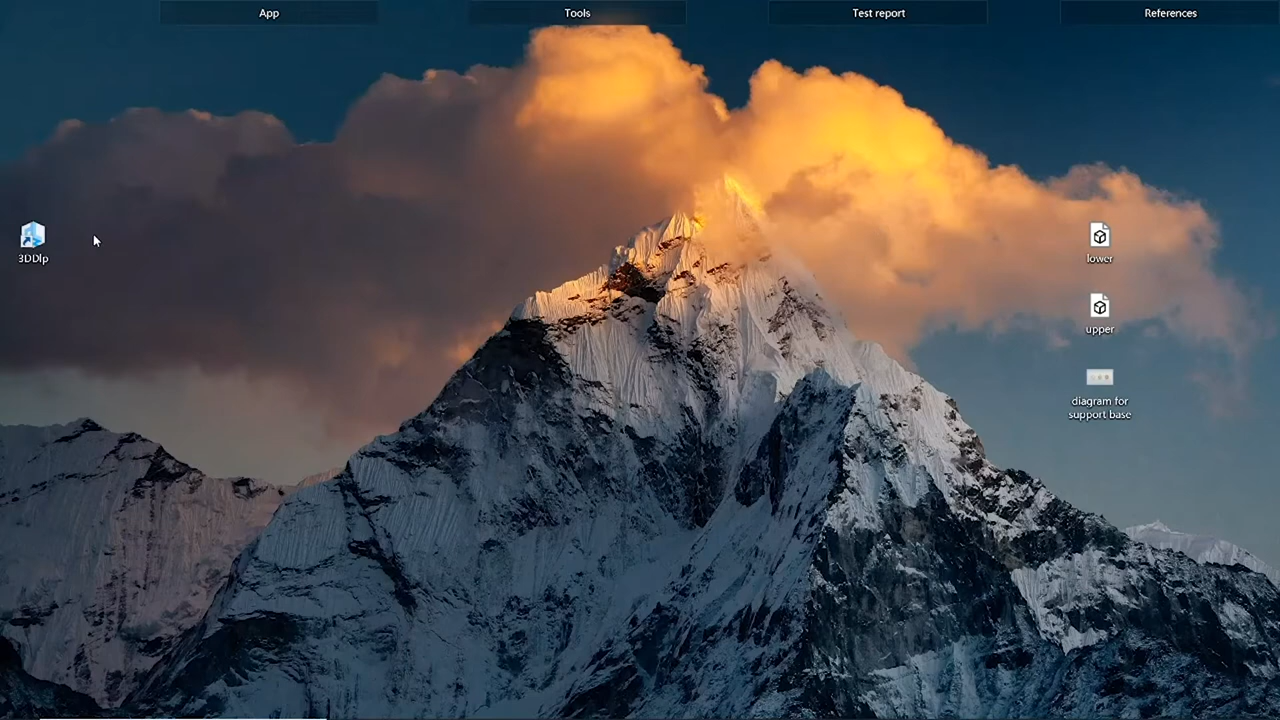 App
Tools
Test report
References
3DDlp
lower
upper
diagram for
support base